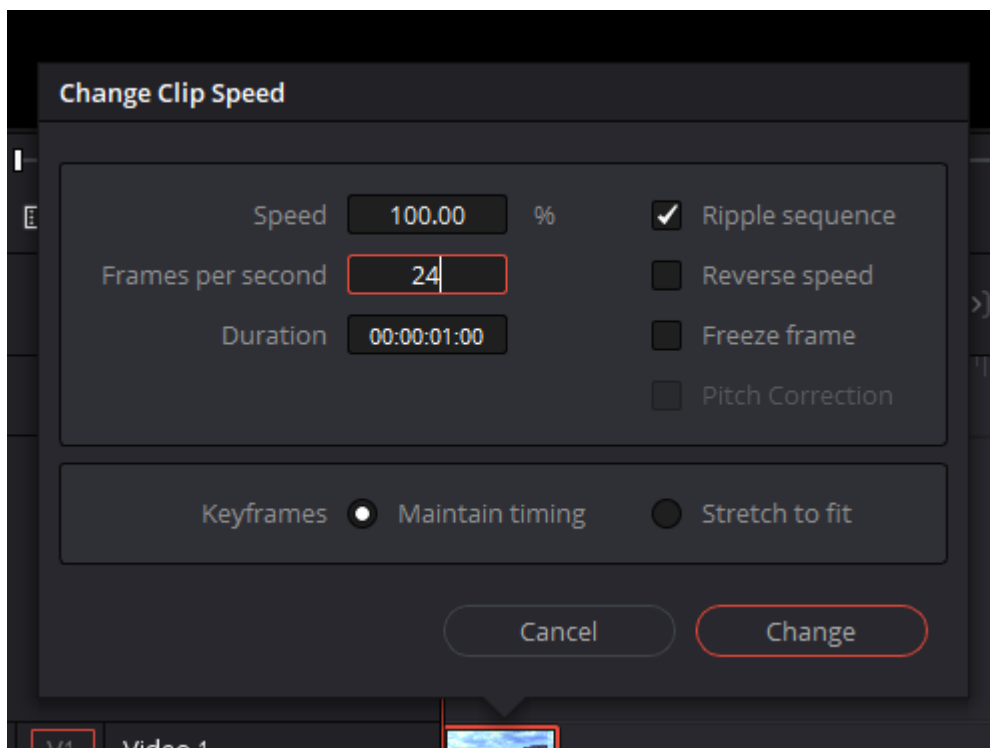 Change Clip Speed
Speed 100.00 % Ripple sequence
Frames per second 24 Reverse speed
Duration 00:00:01:00 Freeze frame
Pitch Correction
Keyframes Maintain timing Stretch to fit
Cancel Change
V1 Video 1